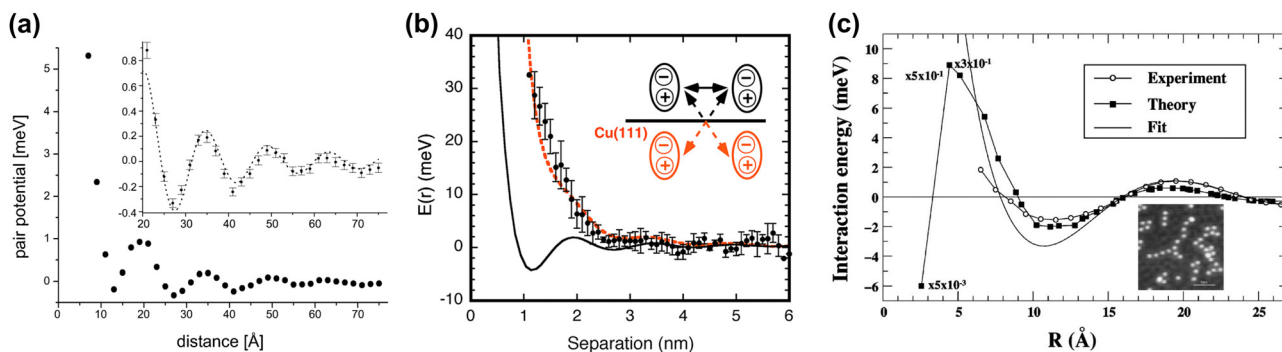 (a)
pair potential [meV]
5
4
3
2
1
0
0.8
0.6
0.4
0.2
0.0
-0.2
-0.4
20 30 40 50 60 70
10 20 30 40 50 60 70
distance [Å]
(b)
E(r) (meV)
40
30
20
10
0
-10
− −
+ +
Cu(111)
− −
+ +
0 1 2 3 4 5 6
Separation (nm)
(c)
Interaction energy (meV)
10
8
6
4
2
0
−2
−4
−6
x5x10⁻¹
x3x10⁻¹
x5x10⁻³
Experiment
Theory
Fit
0 5 10 15 20 25
R (Å)